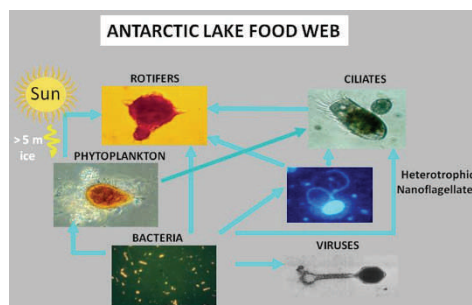 ANTARCTIC LAKE FOOD WEB
ROTIFERS
CILIATES
Sun
> 5 m
ice
PHYTOPLANKTON
Heterotrophic
Nanoflagellates
BACTERIA
VIRUSES